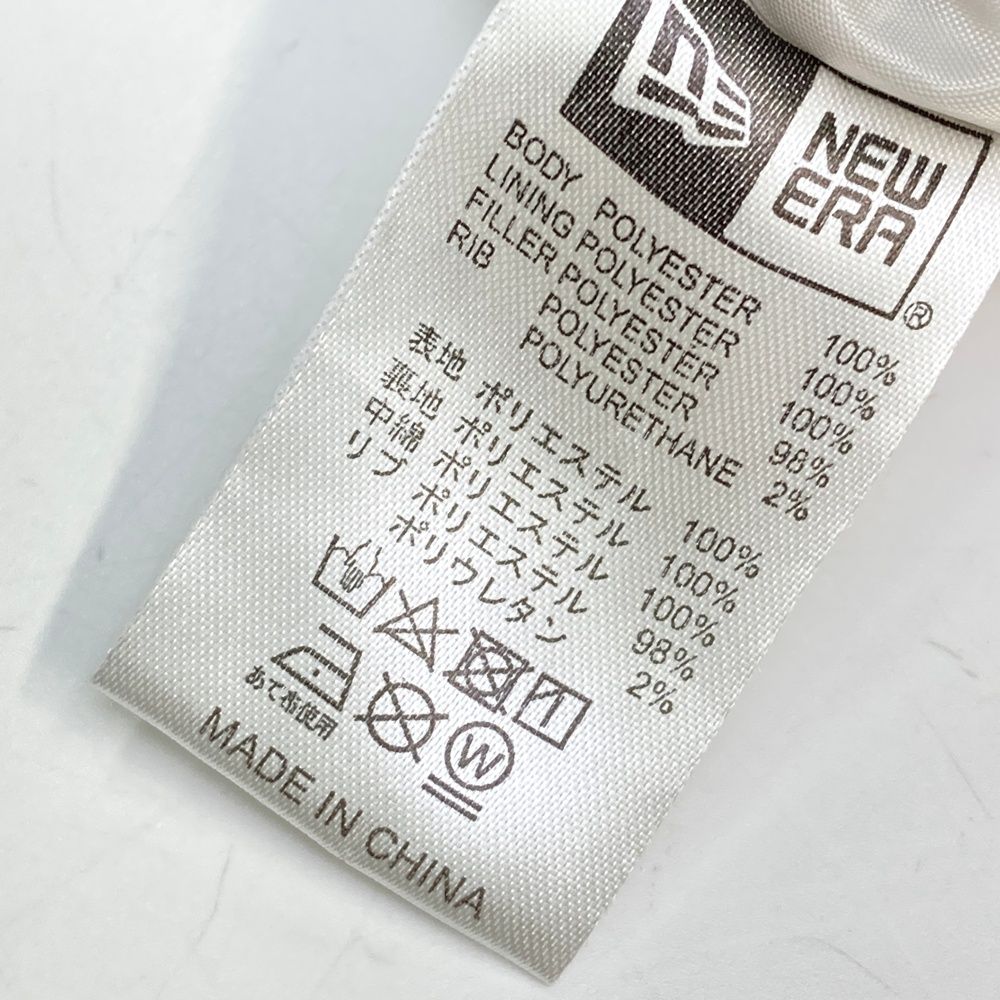 NEW
ERA
®
BODY POLYESTER 100%
LINING POLYESTER 100%
FILLER POLYESTER 100%
RIB POLYESTER 98%
POLYURETHANE 2%
表地 ポリエステル 100%
裏地 ポリエステル 100%
中綿 ポリエステル 100%
リブ ポリエステル 98%
ポリウレタン 2%
あて布使用
W
MADE IN CHINA